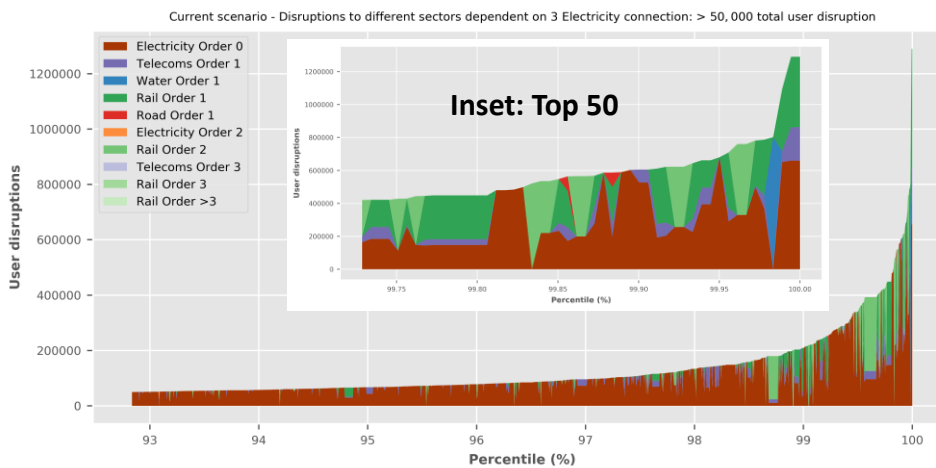 Current scenario - Disruptions to different sectors dependent on 3 Electricity connection: > 50, 000 total user disruption
Electricity Order 0
Telecoms Order 1
Water Order 1
Rail Order 1
Road Order 1
Electricity Order 2
Rail Order 2
Telecoms Order 3
Rail Order 3
Rail Order >3
Inset: Top 50
User disruptions
1200000
1000000
800000
600000
400000
200000
0
99.75 99.80 99.85 99.90 99.95 100.00
Percentile (%)
User disruptions
1200000
1000000
800000
600000
400000
200000
0
93 94 95 96 97 98 99 100
Percentile (%)